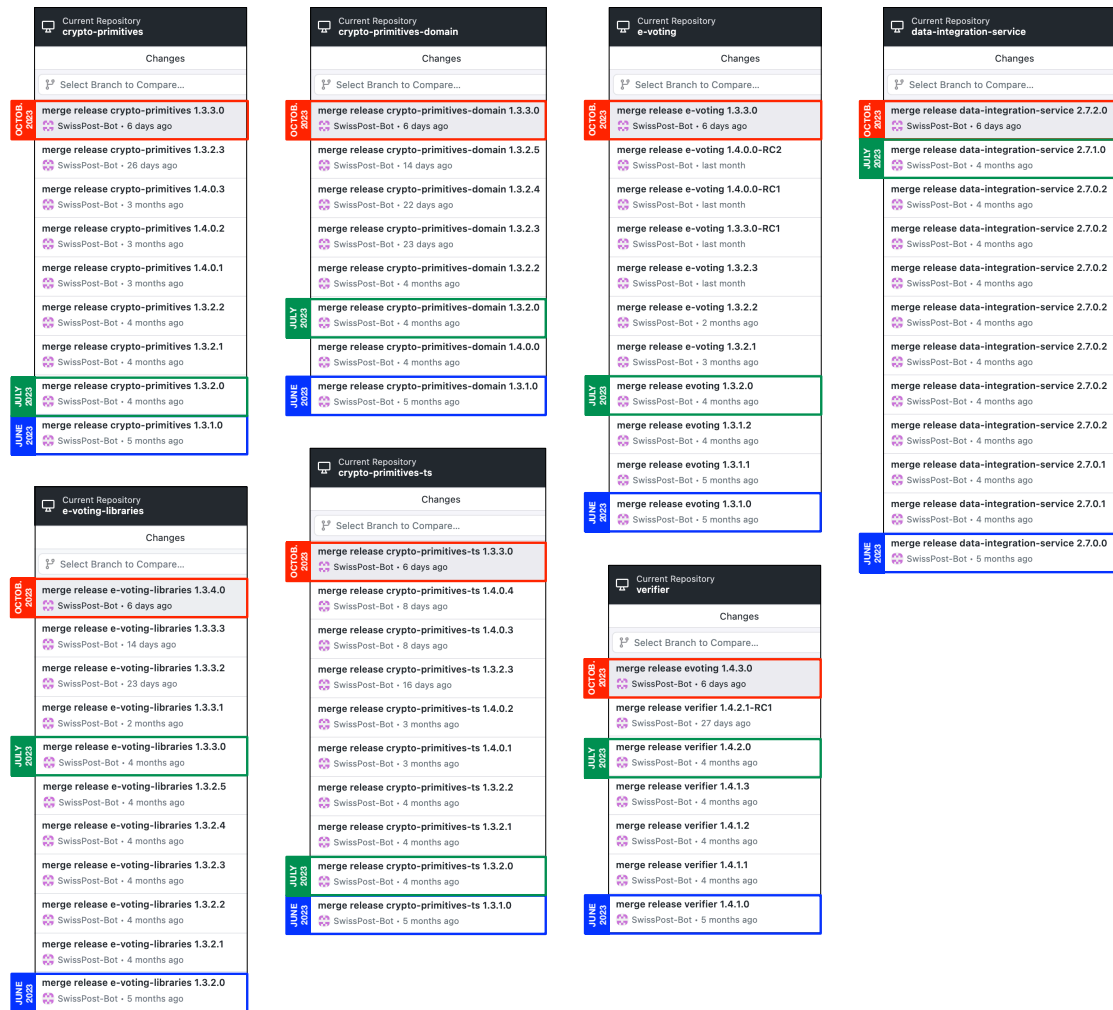 Current Repository
crypto-primitives
Changes
Select Branch to Compare...
OCTOB.
2023
merge release crypto-primitives 1.3.3.0
SwissPost-Bot • 6 days ago
merge release crypto-primitives 1.3.2.3
SwissPost-Bot • 26 days ago
merge release crypto-primitives 1.4.0.3
SwissPost-Bot • 3 months ago
merge release crypto-primitives 1.4.0.2
SwissPost-Bot • 3 months ago
merge release crypto-primitives 1.4.0.1
SwissPost-Bot • 3 months ago
merge release crypto-primitives 1.3.2.2
SwissPost-Bot • 4 months ago
merge release crypto-primitives 1.3.2.1
SwissPost-Bot • 4 months ago
JULY
2023
merge release crypto-primitives 1.3.2.0
SwissPost-Bot • 4 months ago
JUNE
2023
merge release crypto-primitives 1.3.1.0
SwissPost-Bot • 5 months ago
Current Repository
e-voting-libraries
Changes
Select Branch to Compare...
OCTOB.
2023
merge release e-voting-libraries 1.3.4.0
SwissPost-Bot • 6 days ago
merge release e-voting-libraries 1.3.3.3
SwissPost-Bot • 14 days ago
merge release e-voting-libraries 1.3.3.2
SwissPost-Bot • 23 days ago
merge release e-voting-libraries 1.3.3.1
SwissPost-Bot • 2 months ago
JULY
2023
merge release e-voting-libraries 1.3.3.0
SwissPost-Bot • 4 months ago
merge release e-voting-libraries 1.3.2.5
SwissPost-Bot • 4 months ago
merge release e-voting-libraries 1.3.2.4
SwissPost-Bot • 4 months ago
merge release e-voting-libraries 1.3.2.3
SwissPost-Bot • 4 months ago
merge release e-voting-libraries 1.3.2.2
SwissPost-Bot • 4 months ago
merge release e-voting-libraries 1.3.2.1
SwissPost-Bot • 4 months ago
JUNE
2023
merge release e-voting-libraries 1.3.2.0
SwissPost-Bot • 5 months ago
Current Repository
crypto-primitives-domain
Changes
Select Branch to Compare...
OCTOB.
2023
merge release crypto-primitives-domain 1.3.3.0
SwissPost-Bot • 6 days ago
merge release crypto-primitives-domain 1.3.2.5
SwissPost-Bot • 14 days ago
merge release crypto-primitives-domain 1.3.2.4
SwissPost-Bot • 22 days ago
merge release crypto-primitives-domain 1.3.2.3
SwissPost-Bot • 23 days ago
merge release crypto-primitives-domain 1.3.2.2
SwissPost-Bot • 4 months ago
JULY
2023
merge release crypto-primitives-domain 1.3.2.0
SwissPost-Bot • 4 months ago
merge release crypto-primitives-domain 1.4.0.0
SwissPost-Bot • 4 months ago
JUNE
2023
merge release crypto-primitives-domain 1.3.1.0
SwissPost-Bot • 5 months ago
Current Repository
crypto-primitives-ts
Changes
Select Branch to Compare...
OCTOB.
2023
merge release crypto-primitives-ts 1.3.3.0
SwissPost-Bot • 6 days ago
merge release crypto-primitives-ts 1.4.0.4
SwissPost-Bot • 8 days ago
merge release crypto-primitives-ts 1.4.0.3
SwissPost-Bot • 8 days ago
merge release crypto-primitives-ts 1.3.2.3
SwissPost-Bot • 16 days ago
merge release crypto-primitives-ts 1.4.0.2
SwissPost-Bot • 3 months ago
merge release crypto-primitives-ts 1.4.0.1
SwissPost-Bot • 3 months ago
merge release crypto-primitives-ts 1.3.2.2
SwissPost-Bot • 4 months ago
merge release crypto-primitives-ts 1.3.2.1
SwissPost-Bot • 4 months ago
JULY
2023
merge release crypto-primitives-ts 1.3.2.0
SwissPost-Bot • 4 months ago
JUNE
2023
merge release crypto-primitives-ts 1.3.1.0
SwissPost-Bot • 5 months ago
Current Repository
e-voting
Changes
Select Branch to Compare...
OCTOB.
2023
merge release e-voting 1.3.3.0
SwissPost-Bot • 6 days ago
merge release e-voting 1.4.0.0-RC2
SwissPost-Bot • last month
merge release e-voting 1.4.0.0-RC1
SwissPost-Bot • last month
merge release e-voting 1.3.3.0-RC1
SwissPost-Bot • last month
merge release e-voting 1.3.2.3
SwissPost-Bot • last month
merge release e-voting 1.3.2.2
SwissPost-Bot • 2 months ago
merge release e-voting 1.3.2.1
SwissPost-Bot • 3 months ago
JULY
2023
merge release evoting 1.3.2.0
SwissPost-Bot • 4 months ago
merge release evoting 1.3.1.2
SwissPost-Bot • 4 months ago
merge release evoting 1.3.1.1
SwissPost-Bot • 5 months ago
JUNE
2023
merge release evoting 1.3.1.0
SwissPost-Bot • 5 months ago
Current Repository
verifier
Changes
Select Branch to Compare...
OCTOB.
2023
merge release evoting 1.4.3.0
SwissPost-Bot • 6 days ago
merge release verifier 1.4.2.1-RC1
SwissPost-Bot • 27 days ago
JULY
2023
merge release verifier 1.4.2.0
SwissPost-Bot • 4 months ago
merge release verifier 1.4.1.3
SwissPost-Bot • 4 months ago
merge release verifier 1.4.1.2
SwissPost-Bot • 4 months ago
merge release verifier 1.4.1.1
SwissPost-Bot • 4 months ago
JUNE
2023
merge release verifier 1.4.1.0
SwissPost-Bot • 5 months ago
Current Repository
data-integration-service
Changes
Select Branch to Compare...
OCTOB.
2023
merge release data-integration-service 2.7.2.0
SwissPost-Bot • 6 days ago
JULY
2023
merge release data-integration-service 2.7.1.0
SwissPost-Bot • 4 months ago
merge release data-integration-service 2.7.0.2
SwissPost-Bot • 4 months ago
merge release data-integration-service 2.7.0.2
SwissPost-Bot • 4 months ago
merge release data-integration-service 2.7.0.2
SwissPost-Bot • 4 months ago
merge release data-integration-service 2.7.0.2
SwissPost-Bot • 4 months ago
merge release data-integration-service 2.7.0.2
SwissPost-Bot • 4 months ago
merge release data-integration-service 2.7.0.2
SwissPost-Bot • 4 months ago
merge release data-integration-service 2.7.0.2
SwissPost-Bot • 4 months ago
merge release data-integration-service 2.7.0.1
SwissPost-Bot • 4 months ago
merge release data-integration-service 2.7.0.1
SwissPost-Bot • 4 months ago
JUNE
2023
merge release data-integration-service 2.7.0.0
SwissPost-Bot • 5 months ago